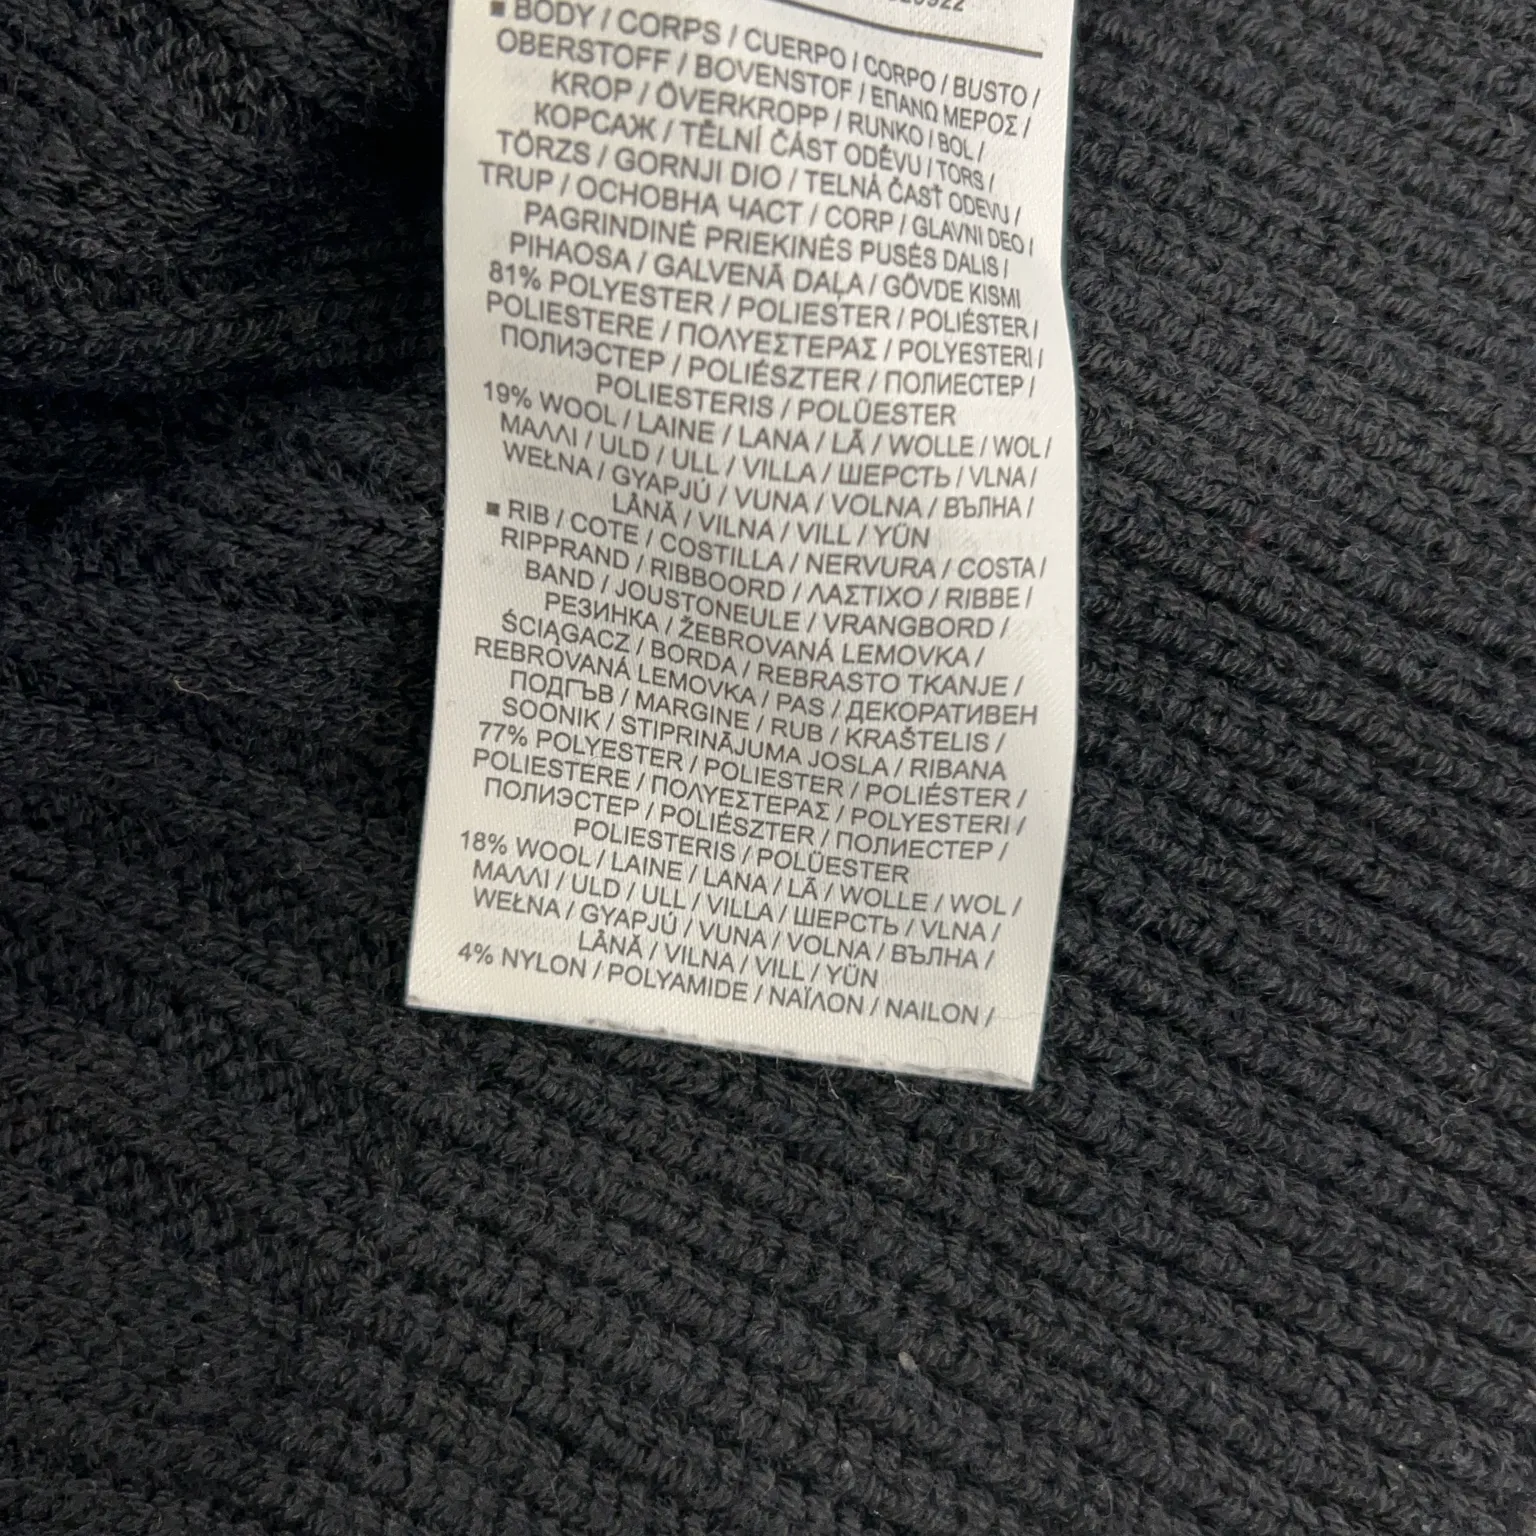 ■ BODY / CORPS / CUERPO / CORPO / BUSTO /
OBERSTOFF / BOVENSTOF / ΕΠΑΝΩ ΜΕΡΟΣ /
KROP / ÖVERKROPP / RUNKO / BOL /
КОРСАЖ / TĚLNÍ ČÁST ODĚVU / TORS /
TÖRZS / GORNJI DIO / TELNÁ ČASŤ ODEVU /
TRUP / ОСНОВНА ЧАСТ / CORP / GLAVNI DEO /
PAGRINDINĖ PRIEKINĖS PUSĖS DALIS /
PIHAOSA / GALVENĀ DAĻA / GÖVDE KISMI
81% POLYESTER / POLIESTER / POLIÉSTER /
POLIESTERE / ΠΟΛΥΕΣΤΕΡΑΣ / POLYESTERI /
ПОЛИЭСТЕР / POLIÉSZTER / ПОЛИЕСТЕР /
POLIESTERIS / POLÜESTER
19% WOOL / LAINE / LANA / LÃ / WOLLE / WOL /
ΜΑΛΛΙ / ULD / ULL / VILLA / ШЕРСТЬ / VLNA /
WEŁNA / GYAPJÚ / VUNA / VOLNA / ВЪЛНА /
LÂNĂ / VILNA / VILL / YÜN
■ RIB / COTE / COSTILLA / NERVURA / COSTA /
RIPPRAND / RIBBOORD / ΛΑΣΤΙΧΟ / RIBBE /
BAND / JOUSTONEULE / VRANGBORD /
РЕЗИНКА / ŽEBROVANÁ LEMOVKA /
ŚCIĄGACZ / BORDA / REBRASTO TKANJE /
REBROVANÁ LEMOVKA / PAS / ДЕКОРАТИВЕН
ПОДГЪВ / MARGINE / RUB / KRAŠTELIS /
SOONIK / STIPRINĀJUMA JOSLA / RIBANA
77% POLYESTER / POLIESTER / POLIÉSTER /
POLIESTERE / ΠΟΛΥΕΣΤΕΡΑΣ / POLYESTERI /
ПОЛИЭСТЕР / POLIÉSZTER / ПОЛИЕСТЕР /
POLIESTERIS / POLÜESTER
18% WOOL / LAINE / LANA / LÃ / WOLLE / WOL /
ΜΑΛΛΙ / ULD / ULL / VILLA / ШЕРСТЬ / VLNA /
WEŁNA / GYAPJÚ / VUNA / VOLNA / ВЪЛНА /
LÂNĂ / VILNA / VILL / YÜN
4% NYLON / POLYAMIDE / ΝΑΪΛΟΝ / NAILON /